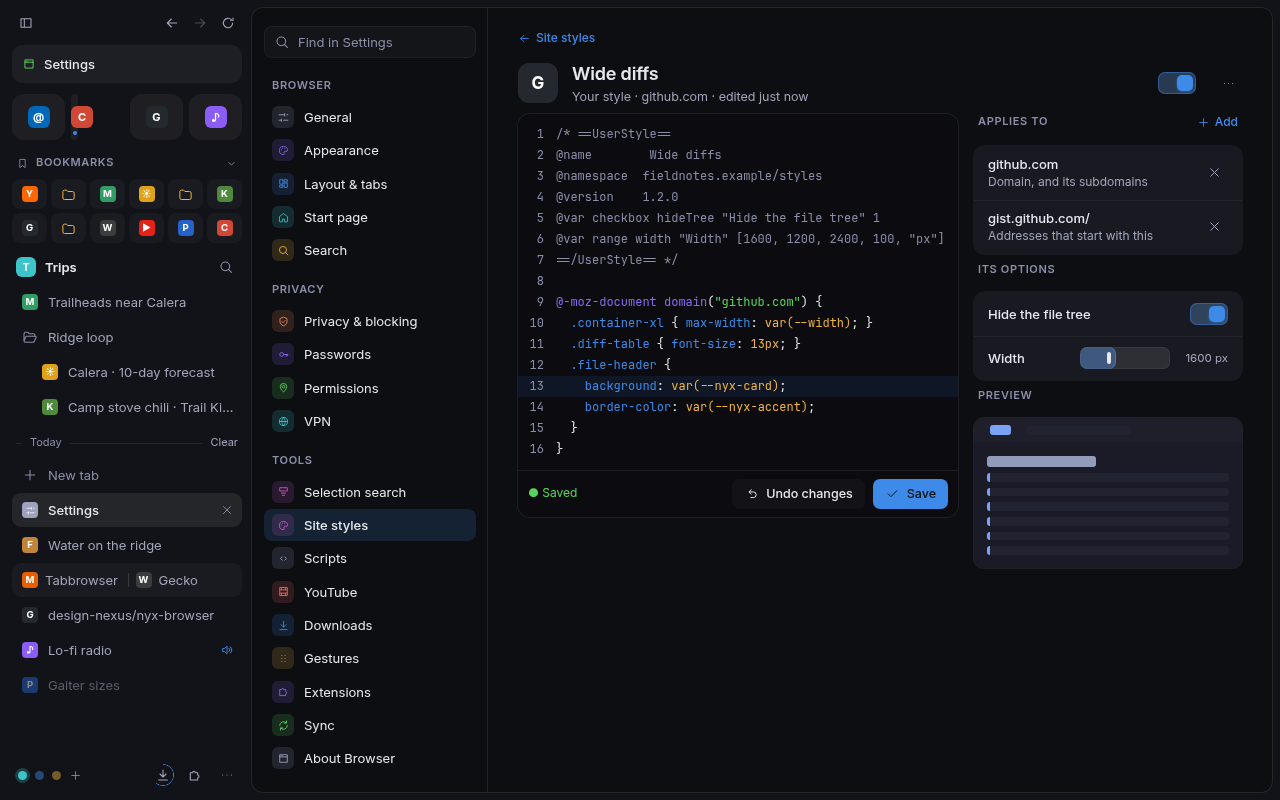 Settings
@
C
G
BOOKMARKS
Y
M
K
G
W
P
C
T Trips
M Trailheads near Calera
Ridge loop
Calera · 10-day forecast
K Camp stove chili · Trail Ki...
Today
Clear
New tab
Settings
F Water on the ridge
M Tabbrowser
W Gecko
G design-nexus/nyx-browser
Lo-fi radio
P Gaiter sizes
Find in Settings
BROWSER
General
Appearance
Layout & tabs
Start page
Search
PRIVACY
Privacy & blocking
Passwords
Permissions
VPN
TOOLS
Selection search
Site styles
Scripts
YouTube
Downloads
Gestures
Extensions
Sync
About Browser
← Site styles
G
Wide diffs
Your style · github.com · edited just now
1 /* ==UserStyle==
2 @name Wide diffs
3 @namespace fieldnotes.example/styles
4 @version 1.2.0
5 @var checkbox hideTree "Hide the file tree" 1
6 @var range width "Width" [1600, 1200, 2400, 100, "px"]
7 ==/UserStyle== */
8
9 @-moz-document domain("github.com") {
10 .container-xl { max-width: var(--width); }
11 .diff-table { font-size: 13px; }
12 .file-header {
13 background: var(--nyx-card);
14 border-color: var(--nyx-accent);
15 }
16 }
Saved
Undo changes
Save
APPLIES TO
Add
github.com
Domain, and its subdomains
gist.github.com/
Addresses that start with this
ITS OPTIONS
Hide the file tree
Width
1600 px
PREVIEW